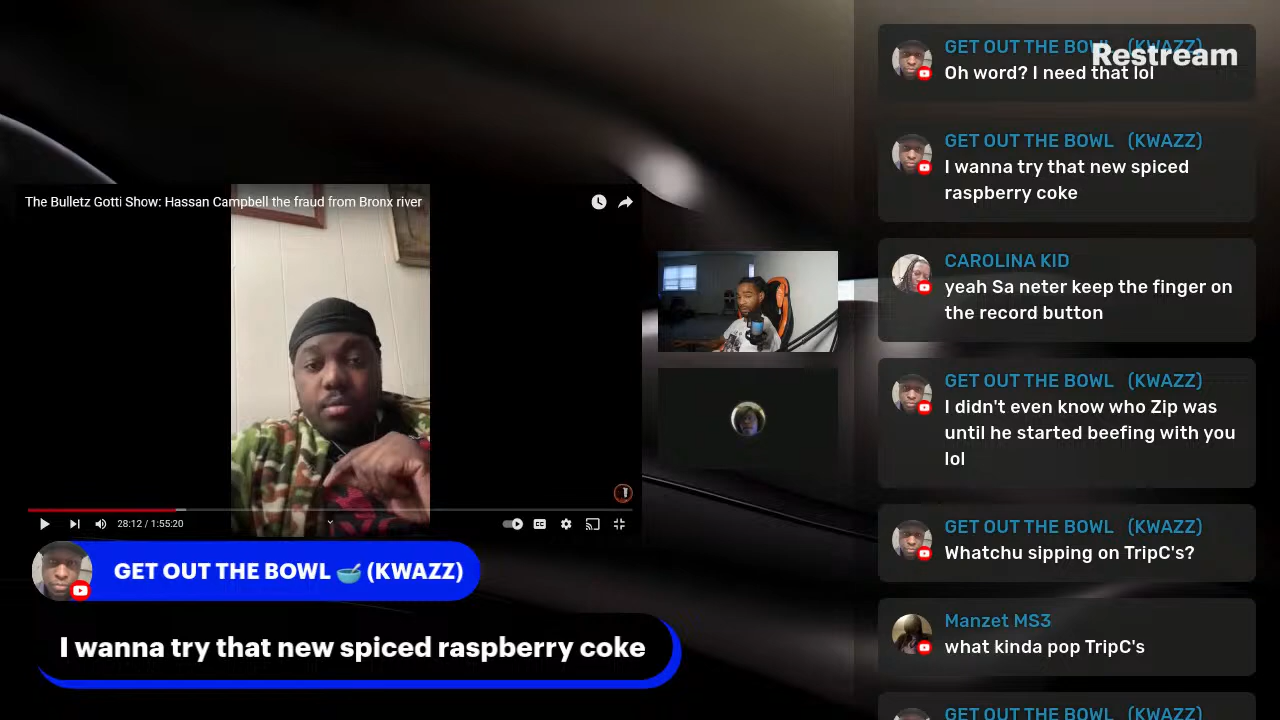 The Bulletz Gotti Show: Hassan Campbell the fraud from Bronx river
28:12 / 1:55:20
CC
GET OUT THE BOWL 🥣 (KWAZZ)
I wanna try that new spiced raspberry coke
Restream
GET OUT THE BOWL (KWAZZ)
Oh word? I need that lol
GET OUT THE BOWL (KWAZZ)
I wanna try that new spiced
raspberry coke
CAROLINA KID
yeah Sa neter keep the finger on
the record button
GET OUT THE BOWL (KWAZZ)
I didn't even know who Zip was
until he started beefing with you
lol
GET OUT THE BOWL (KWAZZ)
Whatchu sipping on TripC's?
Manzet MS3
what kinda pop TripC's
GET OUT THE BOWL (KWAZZ)